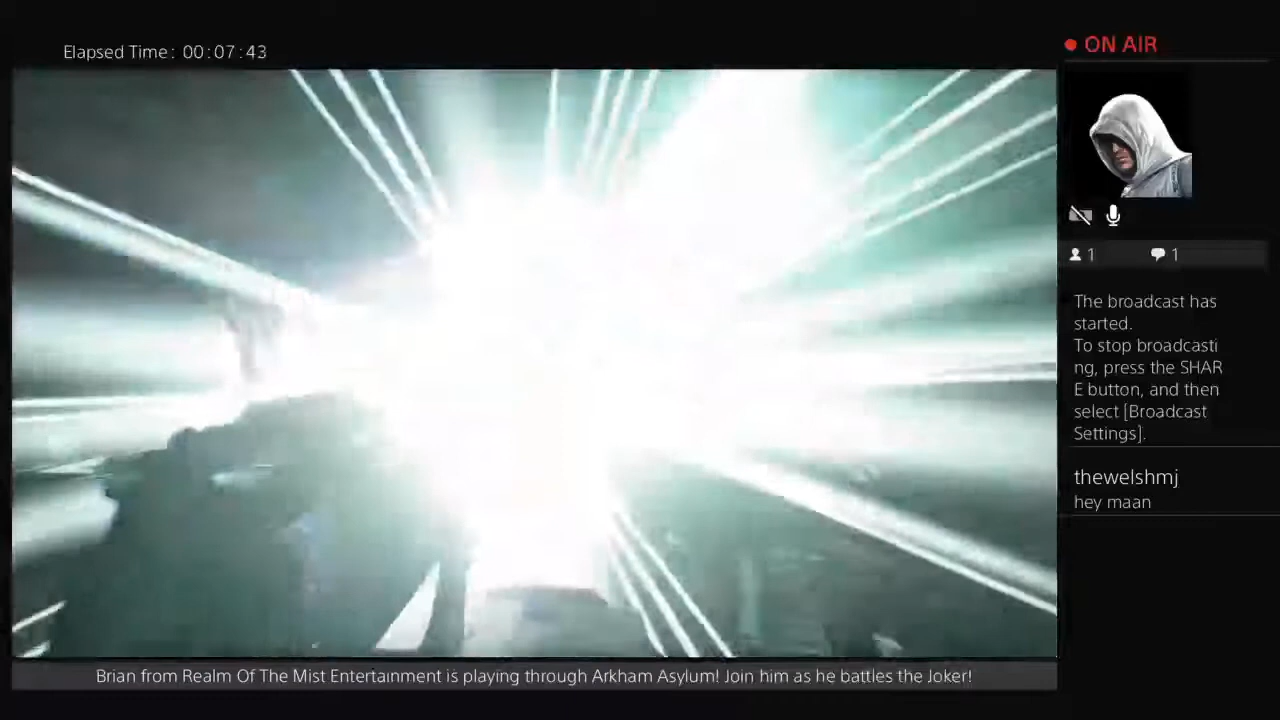 Elapsed Time: 00:07:43
ON AIR
1
1
The broadcast has
started.
To stop broadcasti
ng, press the SHAR
E button, and then
select [Broadcast
Settings].
thewelshmj
hey maan
Brian from Realm Of The Mist Entertainment is playing through Arkham Asylum! Join him as he battles the Joker!